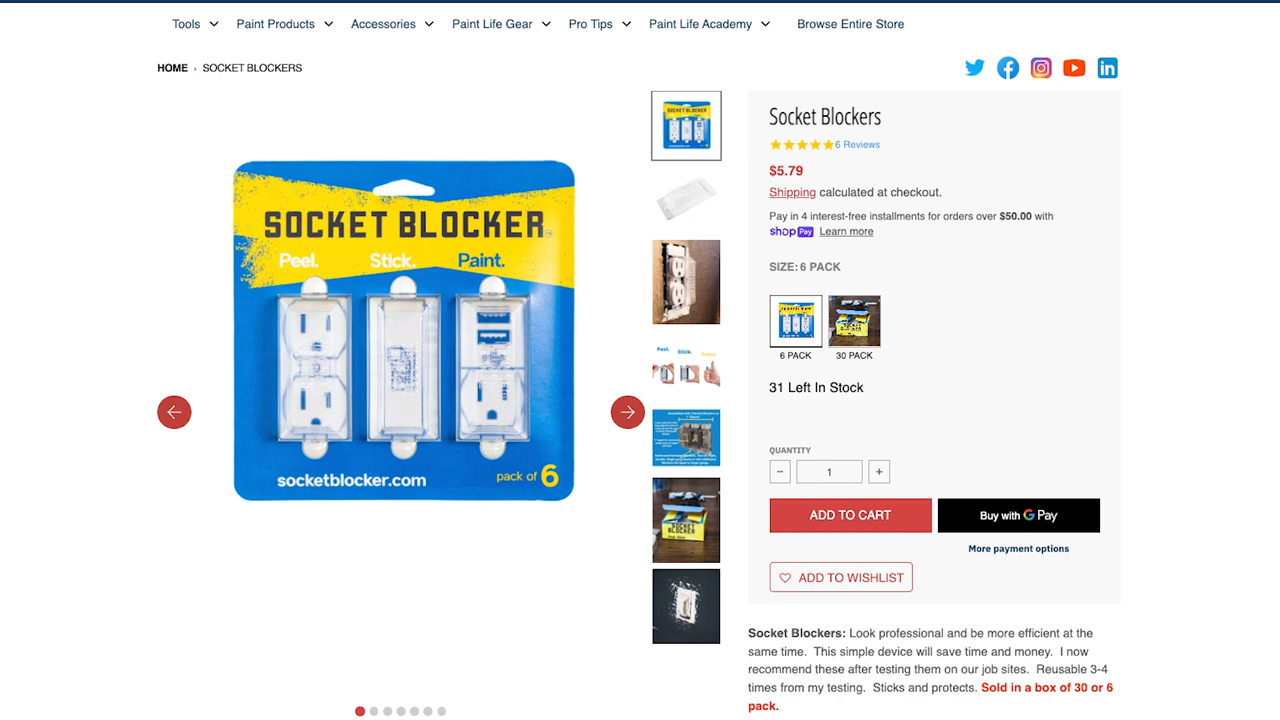 Tools
Paint Products
Accessories
Paint Life Gear
Pro Tips
Paint Life Academy
Browse Entire Store
HOME › SOCKET BLOCKERS
SOCKET BLOCKER
Peel. Stick. Paint.
socketblocker.com
pack of 6
Socket Blockers
6 Reviews
$5.79
Shipping calculated at checkout.
Pay in 4 interest-free installments for orders over $50.00 with
shop Pay Learn more
SIZE: 6 PACK
6 PACK
30 PACK
31 Left In Stock
QUANTITY
− 1 +
ADD TO CART
Buy with G Pay
More payment options
ADD TO WISHLIST
Socket Blockers: Look professional and be more efficient at the
same time. This simple device will save time and money. I now
recommend these after testing them on our job sites. Reusable 3-4
times from my testing. Sticks and protects. Sold in a box of 30 or 6
pack.